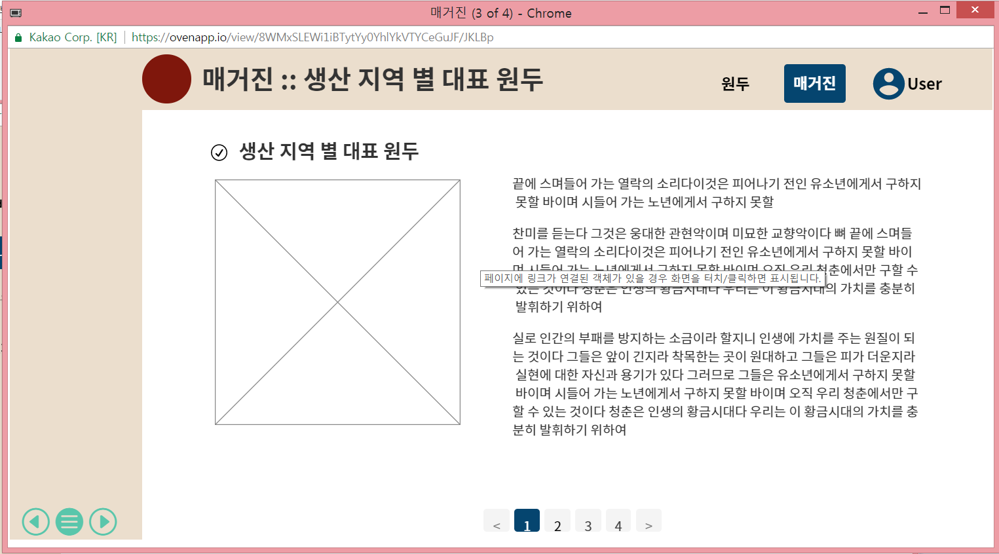 매거진 (3 of 4) - Chrome
Kakao Corp. [KR] https://ovenapp.io/view/8WMxSLEWi1iBTytYy0YhlYkVTYCeGuJF/JKLBp
매거진 :: 생산 지역 별 대표 원두
원두
매거진
User
생산 지역 별 대표 원두
끝에 스며들어 가는 열락의 소리다이것은 피어나기 전인 유소년에게서 구하지
못할 바이며 시들어 가는 노년에게서 구하지 못할
찬미를 듣는다 그것은 웅대한 관현악이며 미묘한 교향악이다 뼈 끝에 스며들
어 가는 열락의 소리다이것은 피어나기 전인 유소년에게서 구하지 못할 바이
며 시들어 가는 노년에게서 구하지 못할 바이며 오직 우리 청춘에서만 구할 수
페이지에 링크가 연결된 객체가 있을 경우 화면을 터치/클릭하면 표시됩니다.
있는 것이다 청춘은 인생의 황금시대다 우리는 이 황금시대의 가치를 충분히
발휘하기 위하여
실로 인간의 부패를 방지하는 소금이라 할지니 인생에 가치를 주는 원질이 되
는 것이다 그들은 앞이 긴지라 착목한는 곳이 원대하고 그들은 피가 더운지라
실현에 대한 자신과 용기가 있다 그러므로 그들은 유소년에게서 구하지 못할
바이며 시들어 가는 노년에게서 구하지 못할 바이며 오직 우리 청춘에서만 구
할 수 있는 것이다 청춘은 인생의 황금시대다 우리는 이 황금시대의 가치를 충
분히 발휘하기 위하여
< 1 2 3 4 >